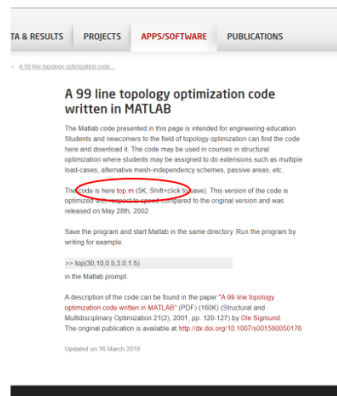 TA & RESULTS PROJECTS APPS/SOFTWARE PUBLICATIONS
› A 99 line topology optimization code...
A 99 line topology optimization code
written in MATLAB
The Matlab code presented in this page is intended for engineering education.
Students and newcomers to the field of topology optimization can find the code
here and download it. The code may be used in courses in structural
optimization where students may be assigned to do extensions such as multiple
load-cases, alternative mesh-independency schemes, passive areas, etc.
The code is here top.m (5K, Shift+click to save). This version of the code is
optimized with respect to speed compared to the original version and was
released on May 28th, 2002.
Save the program and start Matlab in the same directory. Run the program by
writing for example:
>> top(30,10,0.5,3.0,1.5)
in the Matlab prompt.
A description of the code can be found in the paper "A 99 line topology
optimization code written in MATLAB" (PDF) (160K) (Structural and
Multidisciplinary Optimization 21(2), 2001, pp. 120-127) by Ole Sigmund.
The original publication is available at http://dx.doi.org/10.1007/s001580050176
Updated on 16 March 2018